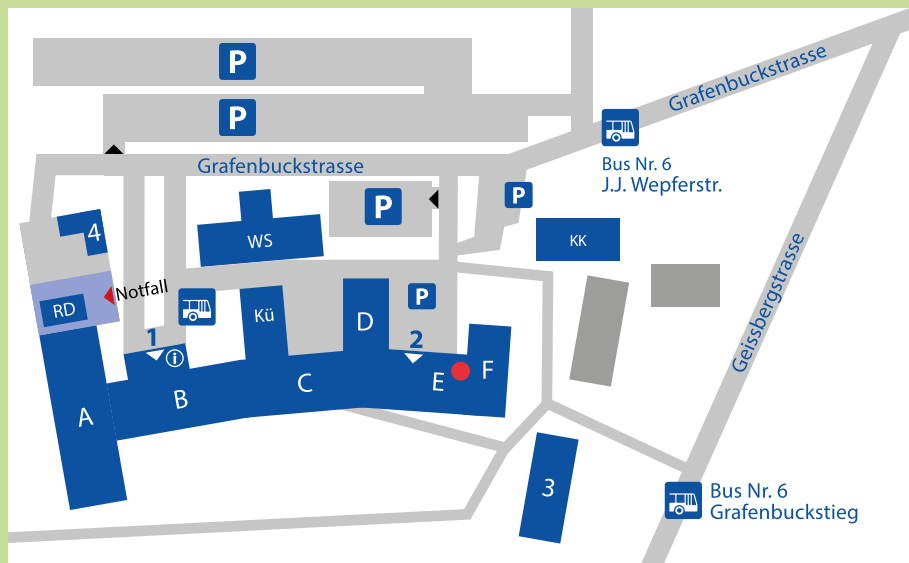 P
P
Grafenbuckstrasse
Grafenbuckstrasse
Bus Nr. 6
J.J. Wepferstr.
P
P
4
WS
KK
Notfall
RD
P
Kü
D
1
i
2
F
E
C
B
A
Geissbergstrasse
3
Bus Nr. 6
Grafenbuckstieg